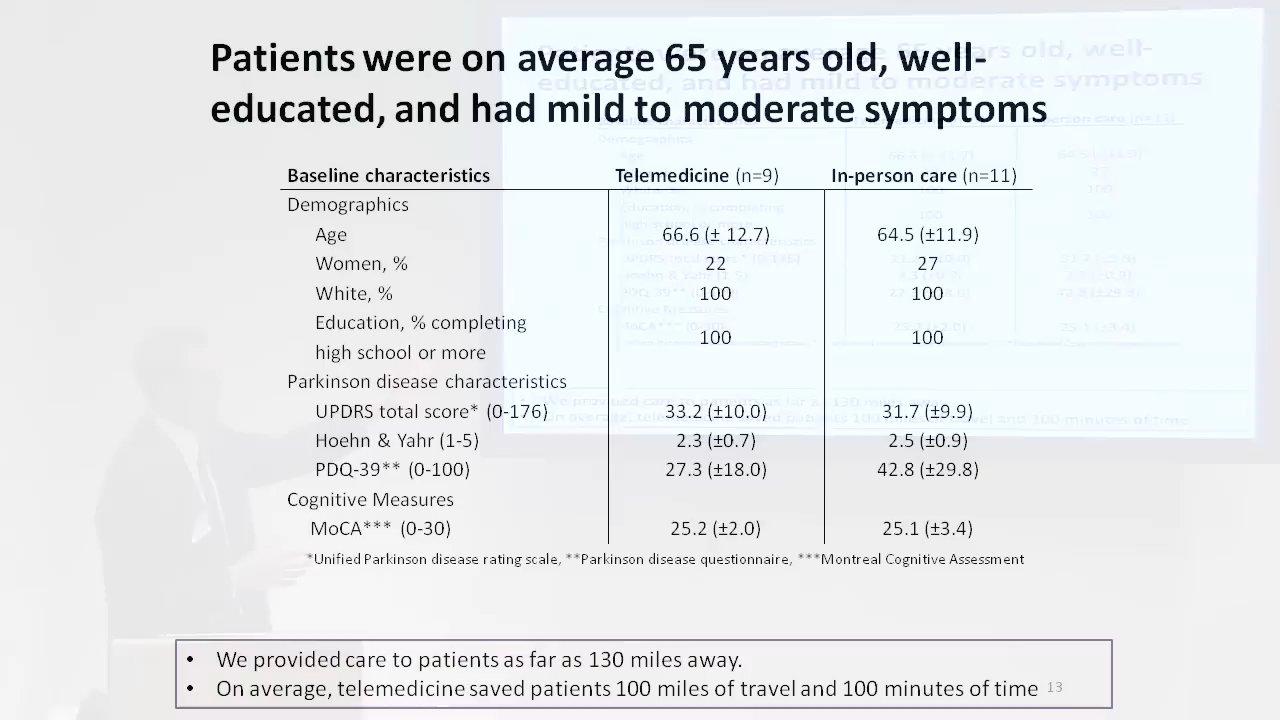 Patients were on average 65 years old, well-
educated, and had mild to moderate symptoms
Baseline characteristics Telemedicine (n=9) In-person care (n=11)
Demographics
Age 66.6 (± 12.7) 64.5 (±11.9)
Women, % 22 27
White, % 100 100
Education, % completing
high school or more 100 100
Parkinson disease characteristics
UPDRS total score* (0-176) 33.2 (±10.0) 31.7 (±9.9)
Hoehn & Yahr (1-5) 2.3 (±0.7) 2.5 (±0.9)
PDQ-39** (0-100) 27.3 (±18.0) 42.8 (±29.8)
Cognitive Measures
MoCA*** (0-30) 25.2 (±2.0) 25.1 (±3.4)
*Unified Parkinson disease rating scale, **Parkinson disease questionnaire, ***Montreal Cognitive Assessment
• We provided care to patients as far as 130 miles away.
• On average, telemedicine saved patients 100 miles of travel and 100 minutes of time 13